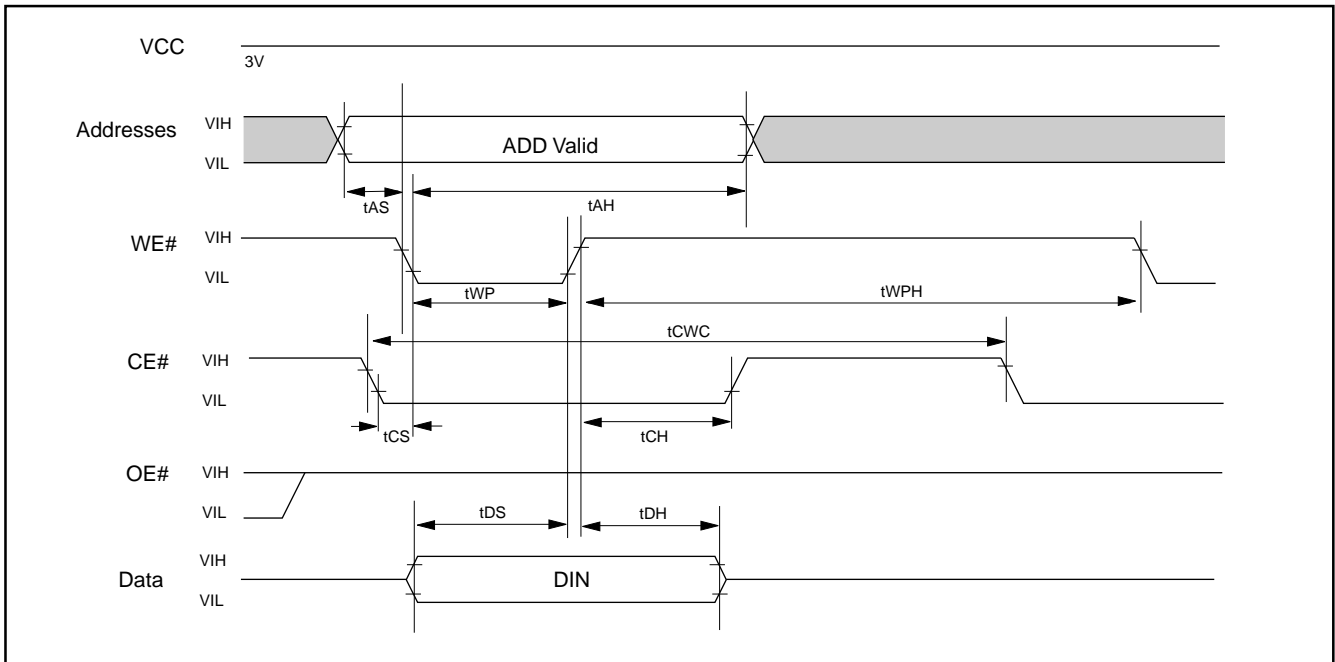 VCC
3V
Addresses
VIH
VIL
ADD Valid
tAS
tAH
WE#
VIH
VIL
tWP
tWPH
tCWC
CE#
VIH
VIL
tCS
tCH
OE#
VIH
VIL
tDS
tDH
Data
VIH
VIL
DIN